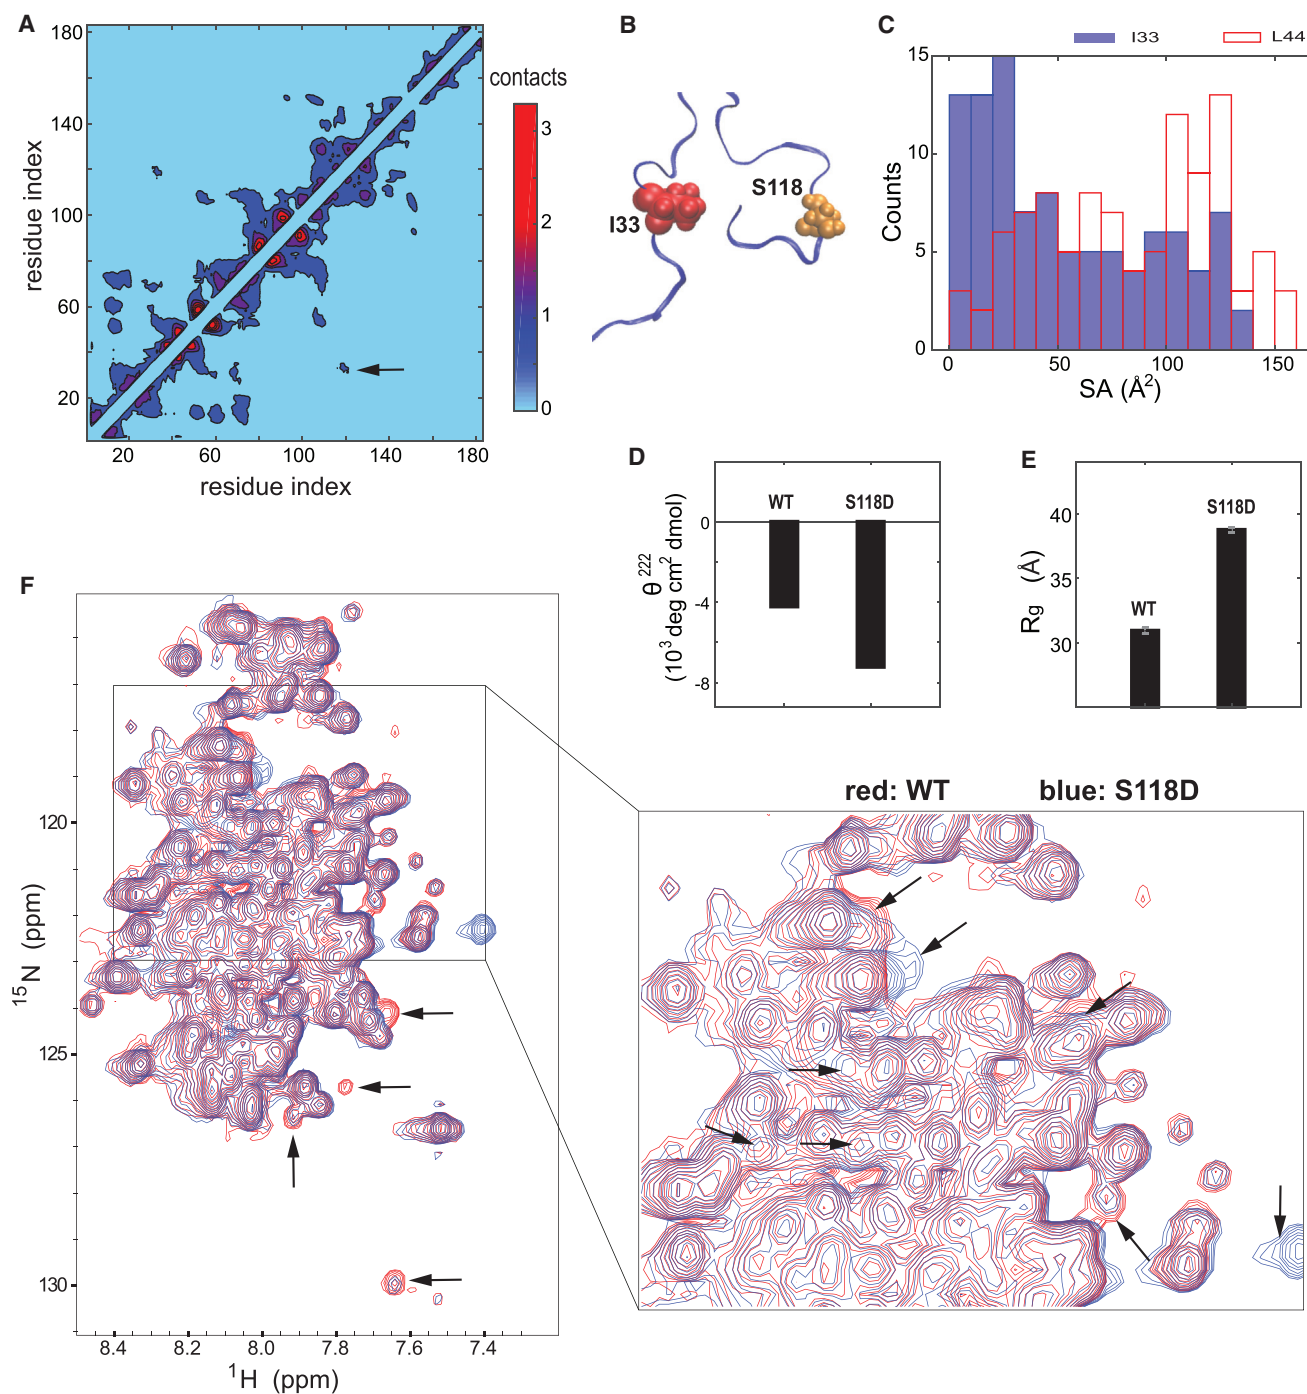 A
180
140
100
60
20
residue index
20
60
100
140
180
residue index
contacts
3
2
1
0
B
I33
S118
C
I33
L44
15
10
5
0
Counts
0
50
100
150
SA (Å²)
D
WT
S118D
0
-4
-8
θ²²²
(10³ deg cm² dmol)
E
S118D
WT
40
30
Rg (Å)
F
120
125
130
¹⁵N (ppm)
8.4
8.2
8.0
7.8
7.6
7.4
¹H (ppm)
red: WT
blue: S118D